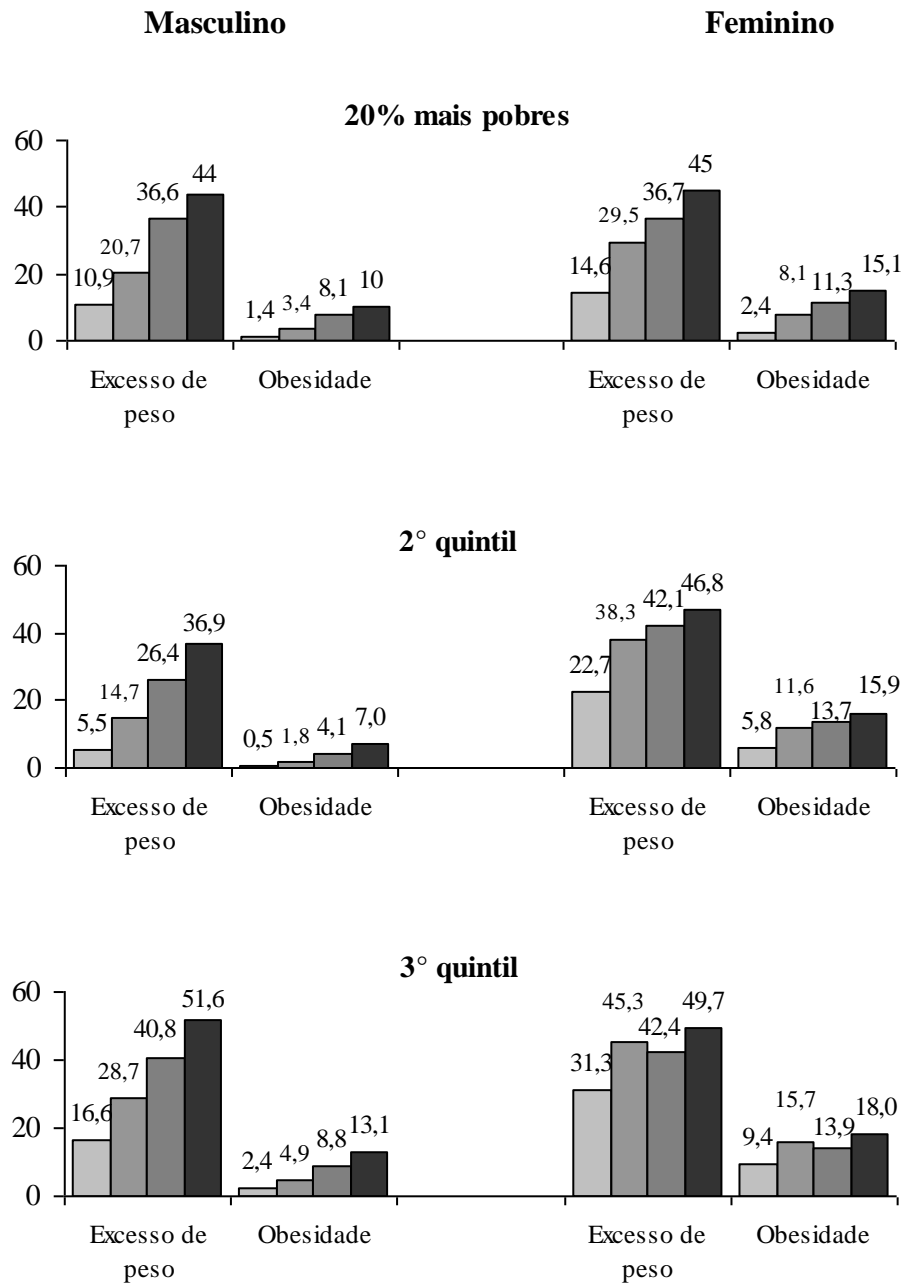 Masculino Feminino
20% mais pobres
60
40
20
0
10,9 20,7 36,6 44
1,4 3,4 8,1 10
14,6 29,5 36,7 45
2,4 8,1 11,3 15,1
Excesso de peso
Obesidade
Excesso de peso
Obesidade
2° quintil
60
40
20
0
5,5 14,7 26,4 36,9
0,5 1,8 4,1 7,0
22,7 38,3 42,1 46,8
5,8 11,6 13,7 15,9
Excesso de peso
Obesidade
Excesso de peso
Obesidade
3° quintil
60
40
20
0
16,6 28,7 40,8 51,6
2,4 4,9 8,8 13,1
31,3 45,3 42,4 49,7
9,4 15,7 13,9 18,0
Excesso de peso
Obesidade
Excesso de peso
Obesidade